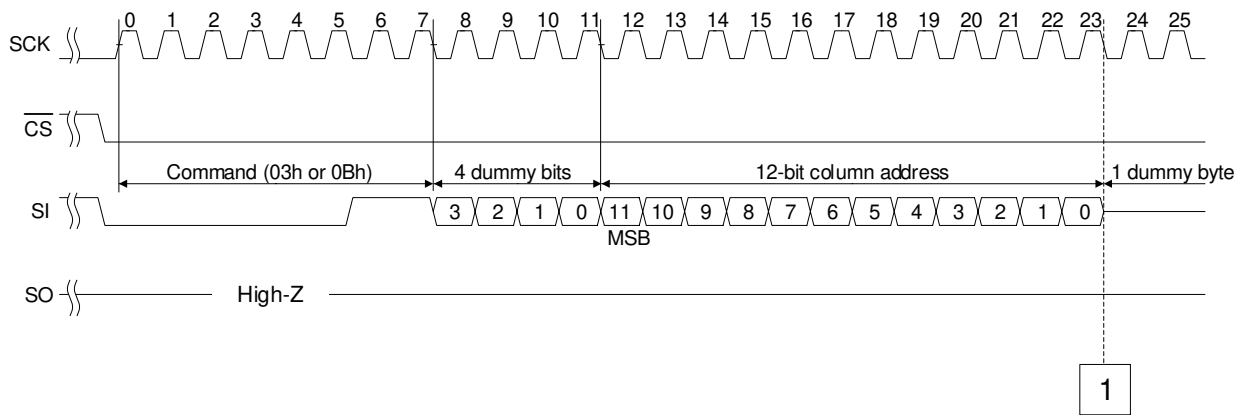 0 1 2 3 4 5 6 7 8 9 10 11 12 13 14 15 16 17 18 19 20 21 22 23 24 25
SCK
CS
Command (03h or 0Bh) 4 dummy bits 12-bit column address 1 dummy byte
SI 3 2 1 0 11 10 9 8 7 6 5 4 3 2 1 0
MSB
SO High-Z
1